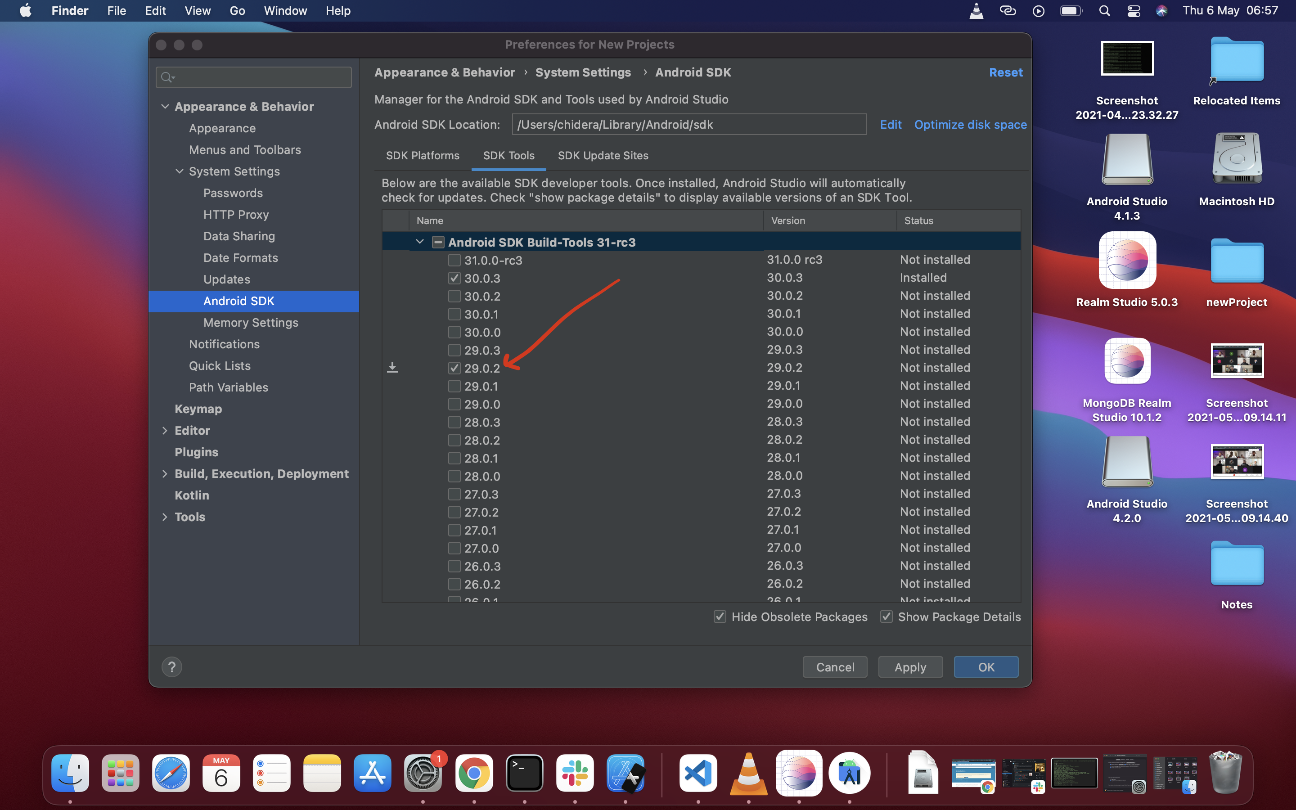 Finder File Edit View Go Window Help Thu 6 May 06:57
Preferences for New Projects
Appearance & Behavior
Appearance
Menus and Toolbars
System Settings
Passwords
HTTP Proxy
Data Sharing
Date Formats
Updates
Android SDK
Memory Settings
Notifications
Quick Lists
Path Variables
Keymap
Editor
Plugins
Build, Execution, Deployment
Kotlin
Tools
Appearance & Behavior › System Settings › Android SDK Reset
Manager for the Android SDK and Tools used by Android Studio
Android SDK Location: /Users/chidera/Library/Android/sdk Edit Optimize disk space
SDK Platforms SDK Tools SDK Update Sites
Below are the available SDK developer tools. Once installed, Android Studio will automatically
check for updates. Check "show package details" to display available versions of an SDK Tool.
Name Version Status
Android SDK Build-Tools 31-rc3
31.0.0-rc3 31.0.0 rc3 Not installed
30.0.3 30.0.3 Installed
30.0.2 30.0.2 Not installed
30.0.1 30.0.1 Not installed
30.0.0 30.0.0 Not installed
29.0.3 29.0.3 Not installed
29.0.2 29.0.2 Not installed
29.0.1 29.0.1 Not installed
29.0.0 29.0.0 Not installed
28.0.3 28.0.3 Not installed
28.0.2 28.0.2 Not installed
28.0.1 28.0.1 Not installed
28.0.0 28.0.0 Not installed
27.0.3 27.0.3 Not installed
27.0.2 27.0.2 Not installed
27.0.1 27.0.1 Not installed
27.0.0 27.0.0 Not installed
26.0.3 26.0.3 Not installed
26.0.2 26.0.2 Not installed
26.0.1 26.0.1 Not installed
Hide Obsolete Packages Show Package Details
? Cancel Apply OK
Screenshot
2021-04...23.32.27
Relocated Items
Android Studio
4.1.3
Macintosh HD
Realm Studio 5.0.3
newProject
MongoDB Realm
Studio 10.1.2
Screenshot
2021-05...09.14.11
Android Studio
4.2.0
Screenshot
2021-05...09.14.40
Notes
MAY
6
1